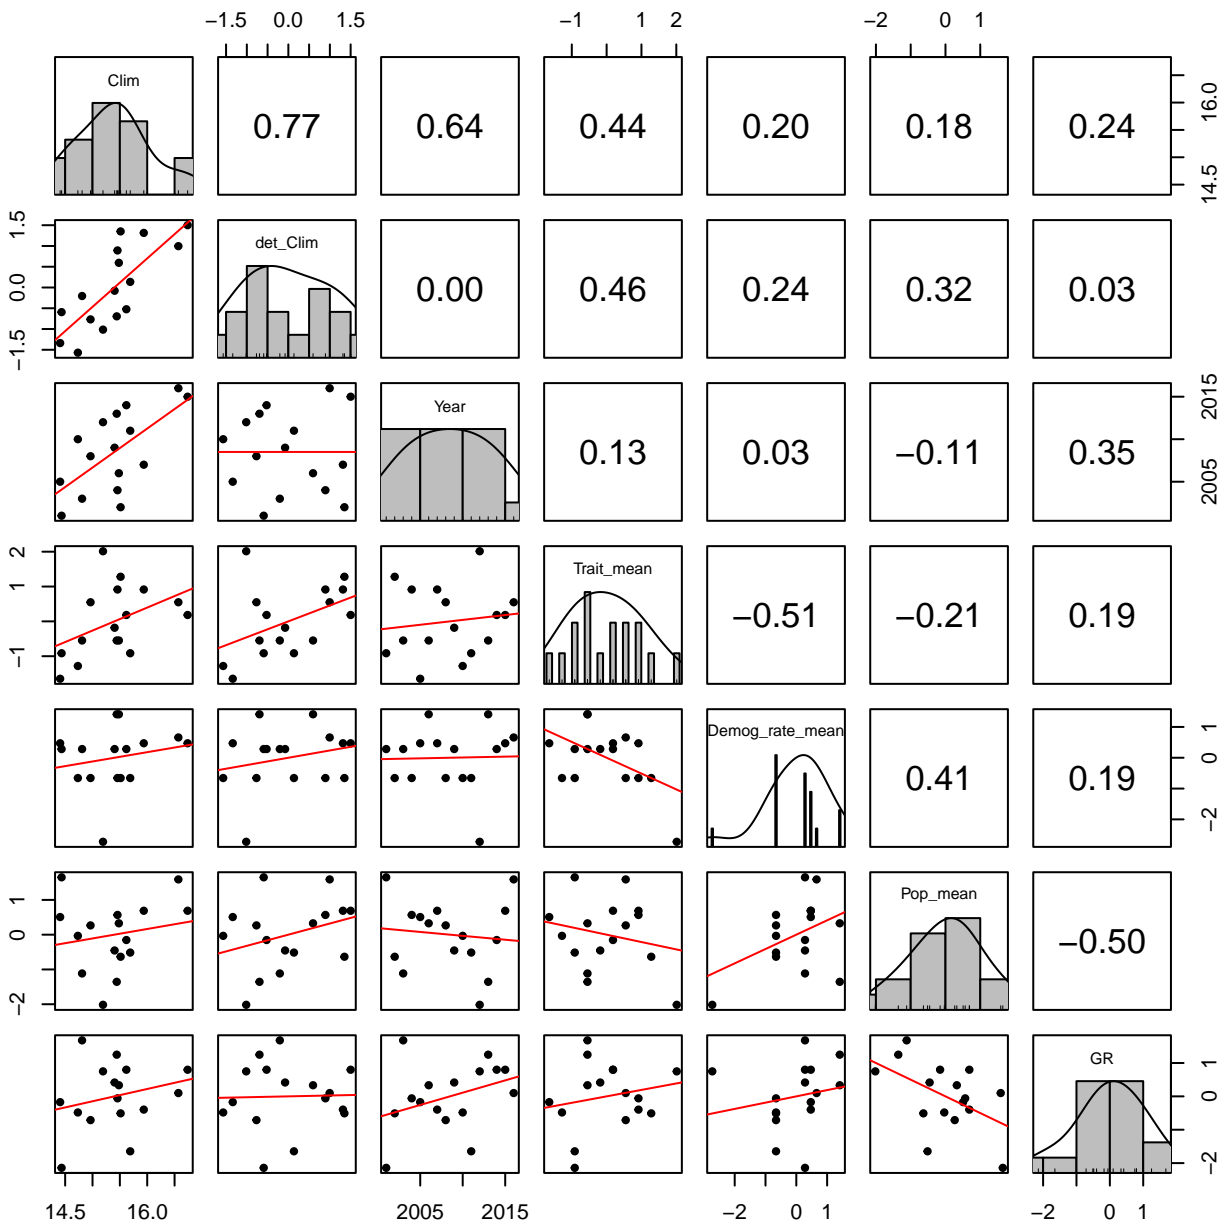 −1.5 0.0 1.5 −1 1 2 −2 0 1
Clim 0.77 0.64 0.44 0.20 0.18 0.24 14.5 16.0
−1.5 0.0 1.5 det_Clim 0.00 0.46 0.24 0.32 0.03
Year 0.13 0.03 −0.11 0.35 2005 2015
−1 1 2 Trait_mean −0.51 −0.21 0.19
Demog_rate_mean 0.41 0.19 −2 0 1
−2 0 1 Pop_mean −0.50
GR −2 0 1
14.5 16.0 2005 2015 −2 0 1 −2 0 1